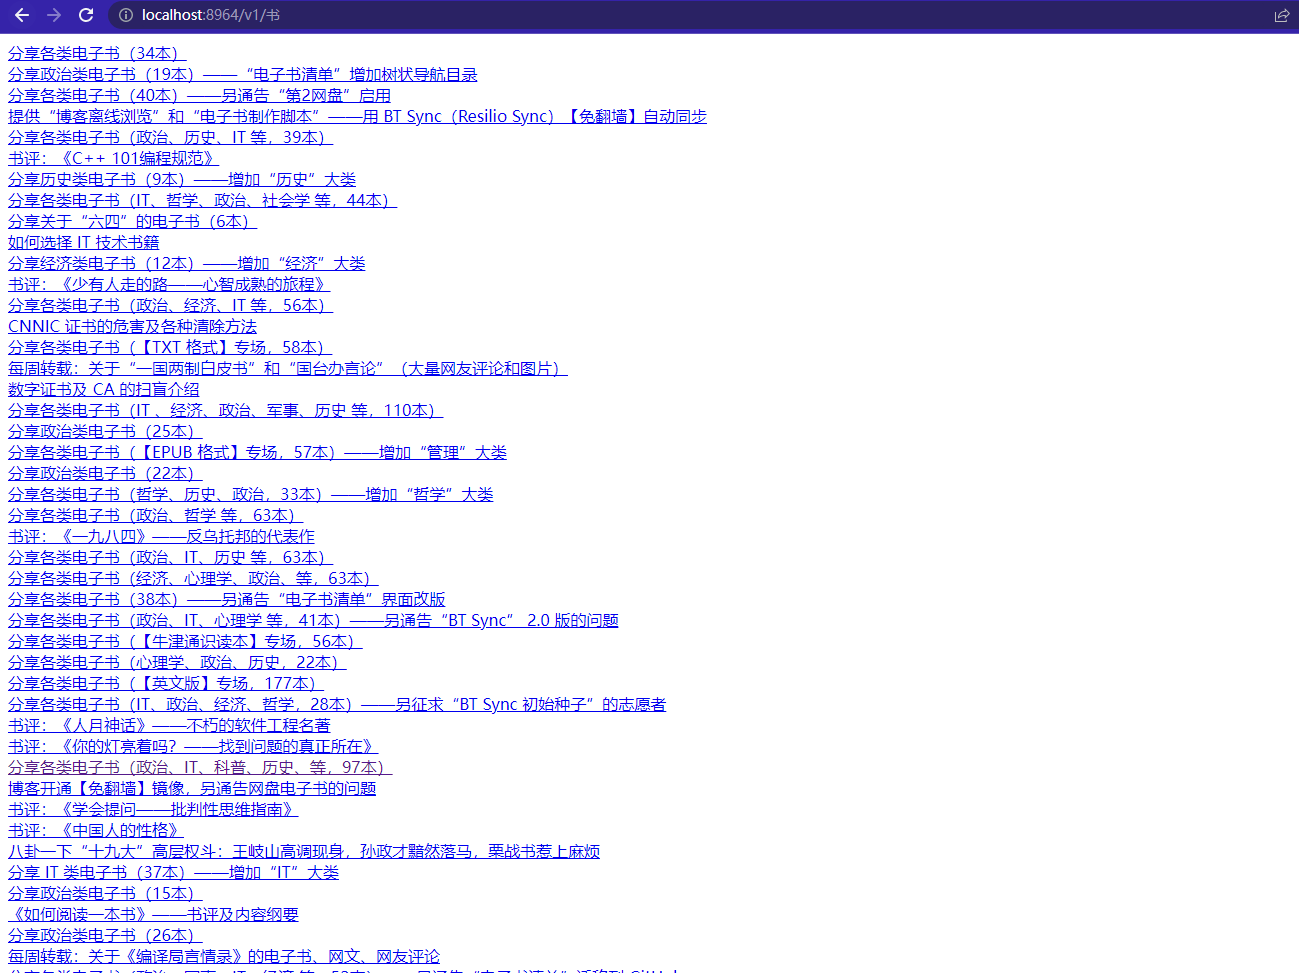 localhost:8964/v1/书
分享各类电子书（34本）
分享政治类电子书（19本）——“电子书清单”增加树状导航目录
分享各类电子书（40本）——另通告“第2网盘”启用
提供“博客离线浏览”和“电子书制作脚本”——用 BT Sync（Resilio Sync）【免翻墙】自动同步
分享各类电子书（政治、历史、IT 等，39本）
书评：《C++ 101编程规范》
分享历史类电子书（9本）——增加“历史”大类
分享各类电子书（IT、哲学、政治、社会学 等，44本）
分享关于“六四”的电子书（6本）
如何选择 IT 技术书籍
分享经济类电子书（12本）——增加“经济”大类
书评：《少有人走的路——心智成熟的旅程》
分享各类电子书（政治、经济、IT 等，56本）
CNNIC 证书的危害及各种清除方法
分享各类电子书（【TXT 格式】专场，58本）
每周转载：关于“一国两制白皮书”和“国台办言论”（大量网友评论和图片）
数字证书及 CA 的扫盲介绍
分享各类电子书（IT 、经济、政治、军事、历史 等，110本）
分享政治类电子书（25本）
分享各类电子书（【EPUB 格式】专场，57本）——增加“管理”大类
分享政治类电子书（22本）
分享各类电子书（哲学、历史、政治，33本）——增加“哲学”大类
分享各类电子书（政治、哲学 等，63本）
书评：《一九八四》——反乌托邦的代表作
分享各类电子书（政治、IT、历史 等，63本）
分享各类电子书（经济、心理学、政治、等，63本）
分享各类电子书（38本）——另通告“电子书清单”界面改版
分享各类电子书（政治、IT、心理学 等，41本）——另通告“BT Sync” 2.0 版的问题
分享各类电子书（【牛津通识读本】专场，56本）
分享各类电子书（心理学、政治、历史，22本）
分享各类电子书（【英文版】专场，177本）
分享各类电子书（IT、政治、经济、哲学，28本）——另征求“BT Sync 初始种子”的志愿者
书评：《人月神话》——不朽的软件工程名著
书评：《你的灯亮着吗？——找到问题的真正所在》
分享各类电子书（政治、IT、科普、历史、等，97本）
博客开通【免翻墙】镜像，另通告网盘电子书的问题
书评：《学会提问——批判性思维指南》
书评：《中国人的性格》
八卦一下“十九大”高层权斗：王岐山高调现身，孙政才黯然落马，栗战书惹上麻烦
分享 IT 类电子书（37本）——增加“IT”大类
分享政治类电子书（15本）
《如何阅读一本书》——书评及内容纲要
分享政治类电子书（26本）
每周转载：关于《编译局言情录》的电子书、网文、网友评论